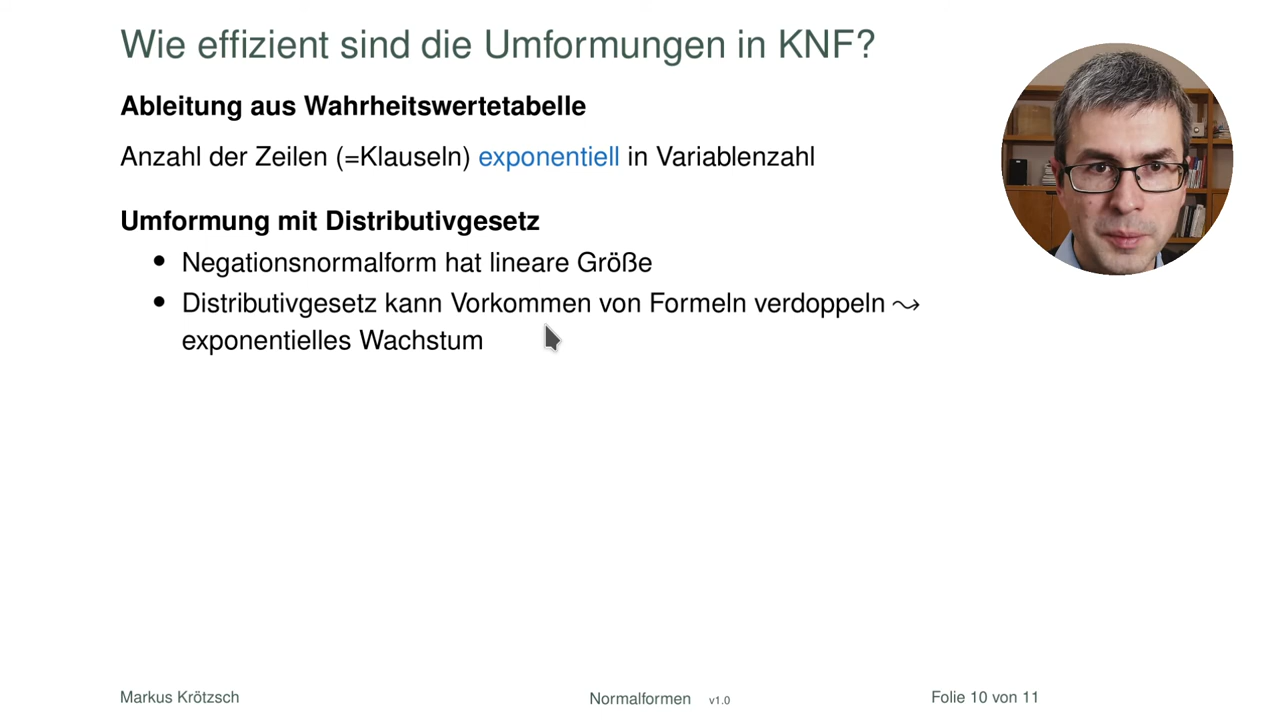 Wie effizient sind die Umformungen in KNF?
Ableitung aus Wahrheitswertetabelle
Anzahl der Zeilen (=Klauseln) exponentiell in Variablenzahl
Umformung mit Distributivgesetz
• Negationsnormalform hat lineare Größe
• Distributivgesetz kann Vorkommen von Formeln verdoppeln ⤳
exponentielles Wachstum
Markus Krötzsch Normalformen v1.0 Folie 10 von 11